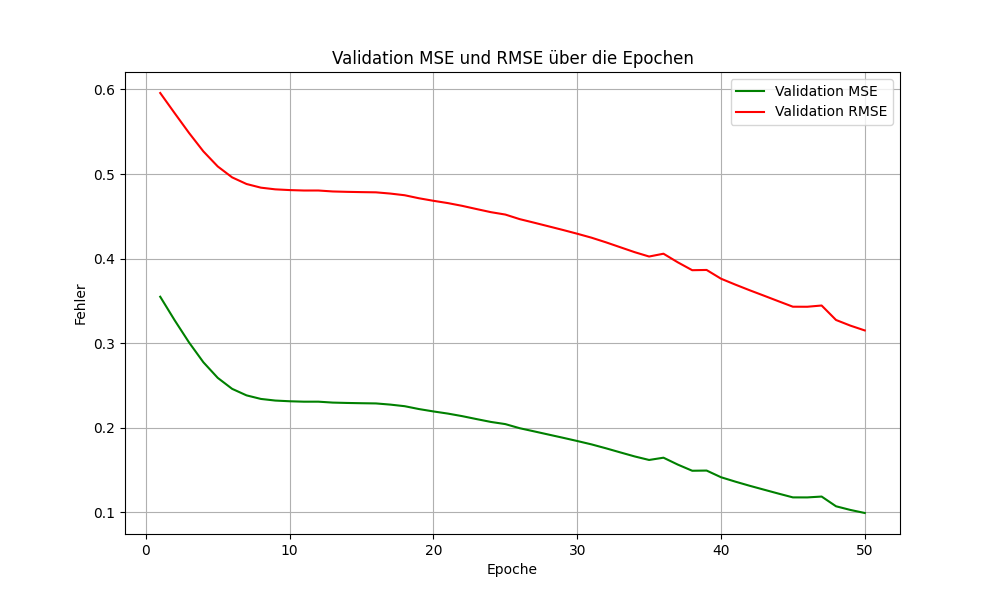 Validation MSE und RMSE über die Epochen
Validation MSE
Validation RMSE
Fehler
0.6
0.5
0.4
0.3
0.2
0.1
0 10 20 30 40 50
Epoche